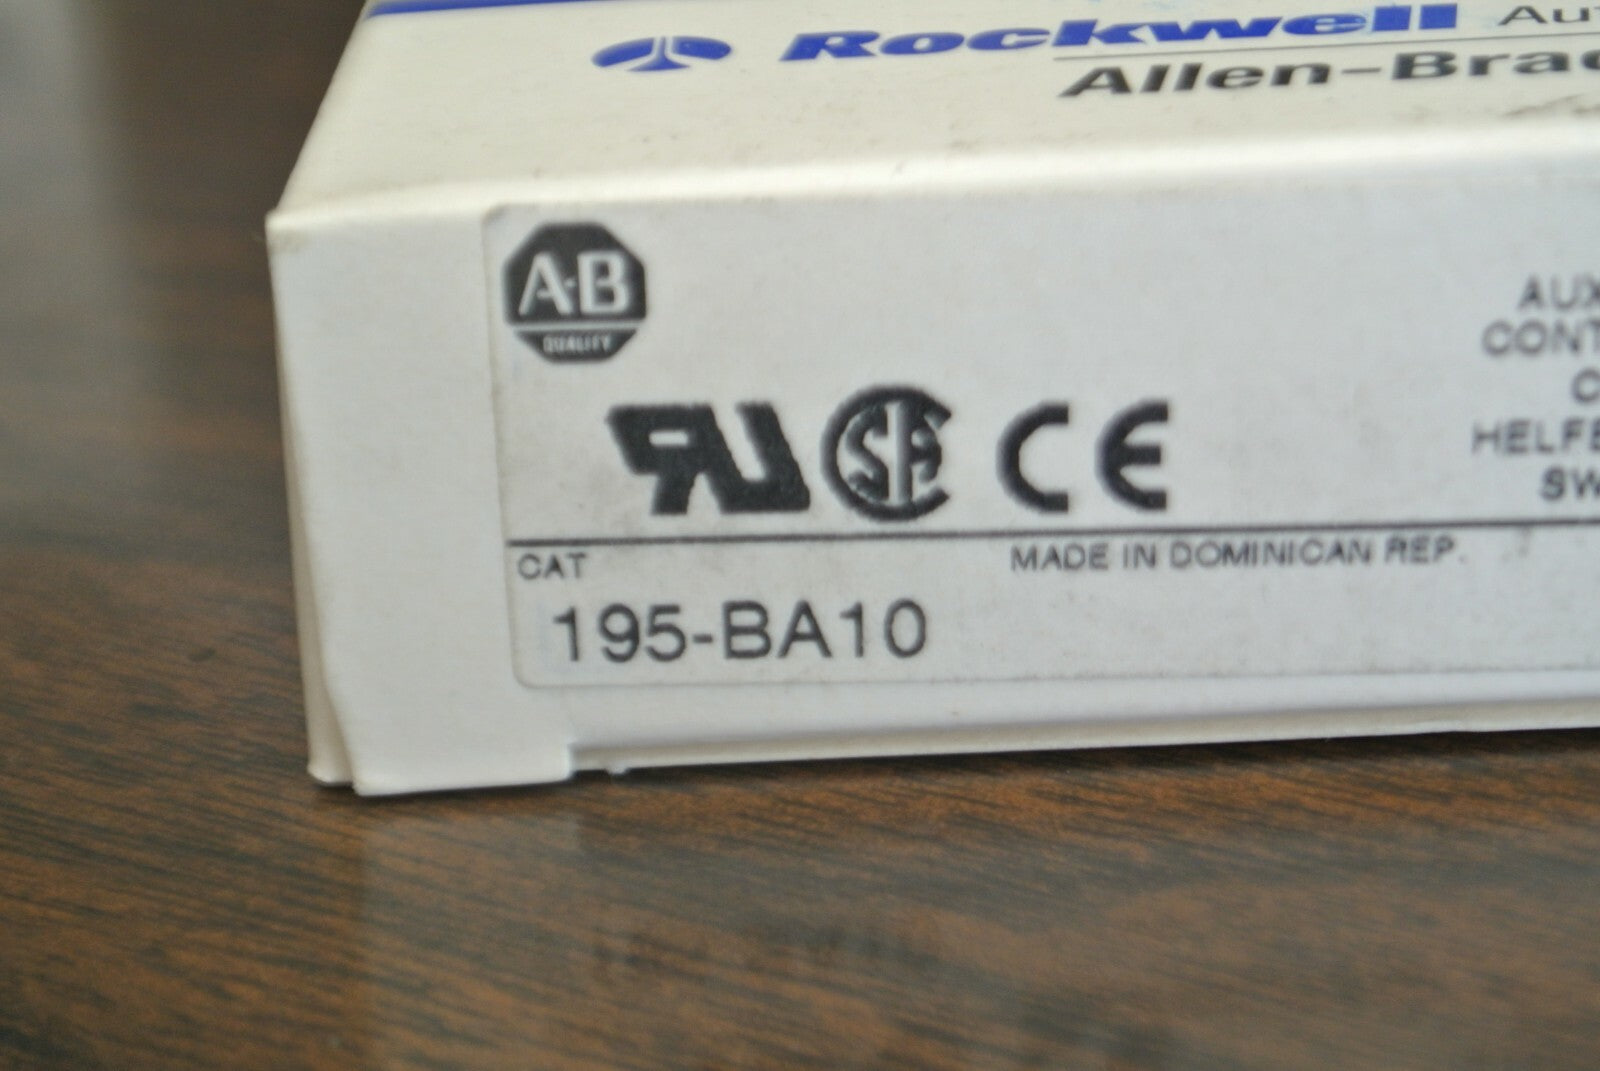 Rockwell
Allen-Brad
A·B
QUALITY
AUX
CONT
HELFE
SW
CAT
MADE IN DOMINICAN REP.
195-BA10